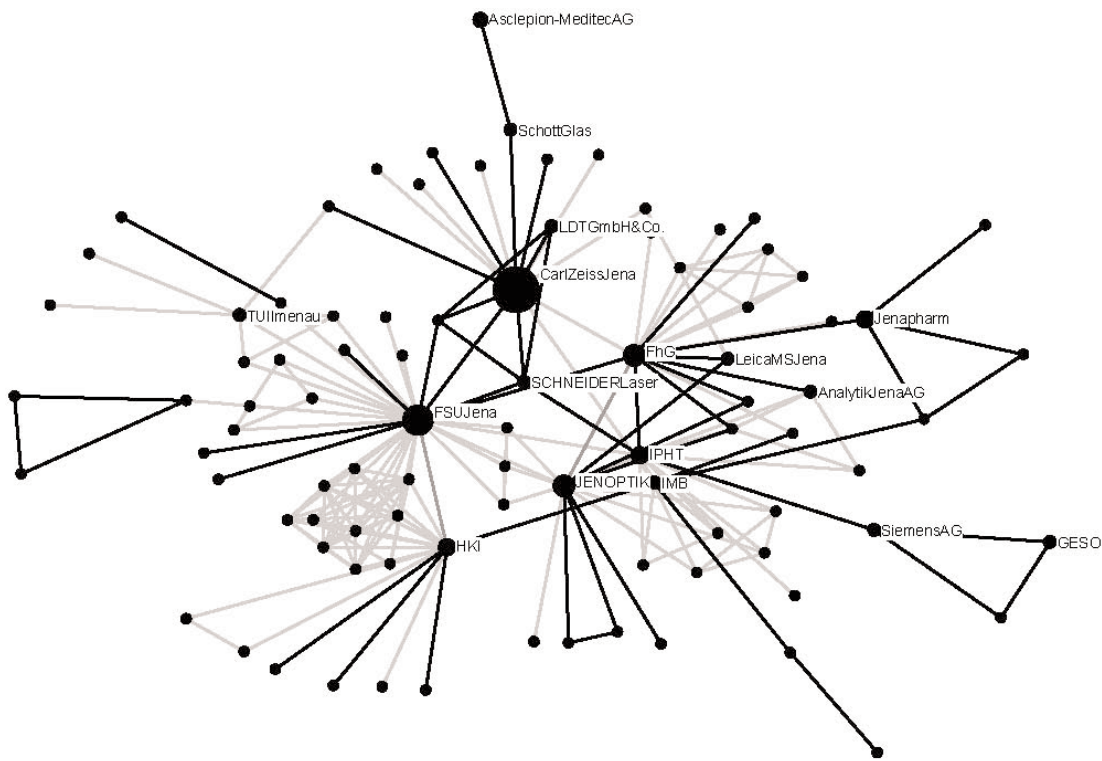 Asclepion-MeditecAG
SchottGlas
LDTGmbH&Co.
CarlZeissJena
TUIlmenau
Jenapharm
FhG
LeicaMSJena
SCHNEIDERLaser
AnalytikJenaAG
FSUJena
IPHT
JENOPTIK
IMB
SiemensAG
GESO
HKI